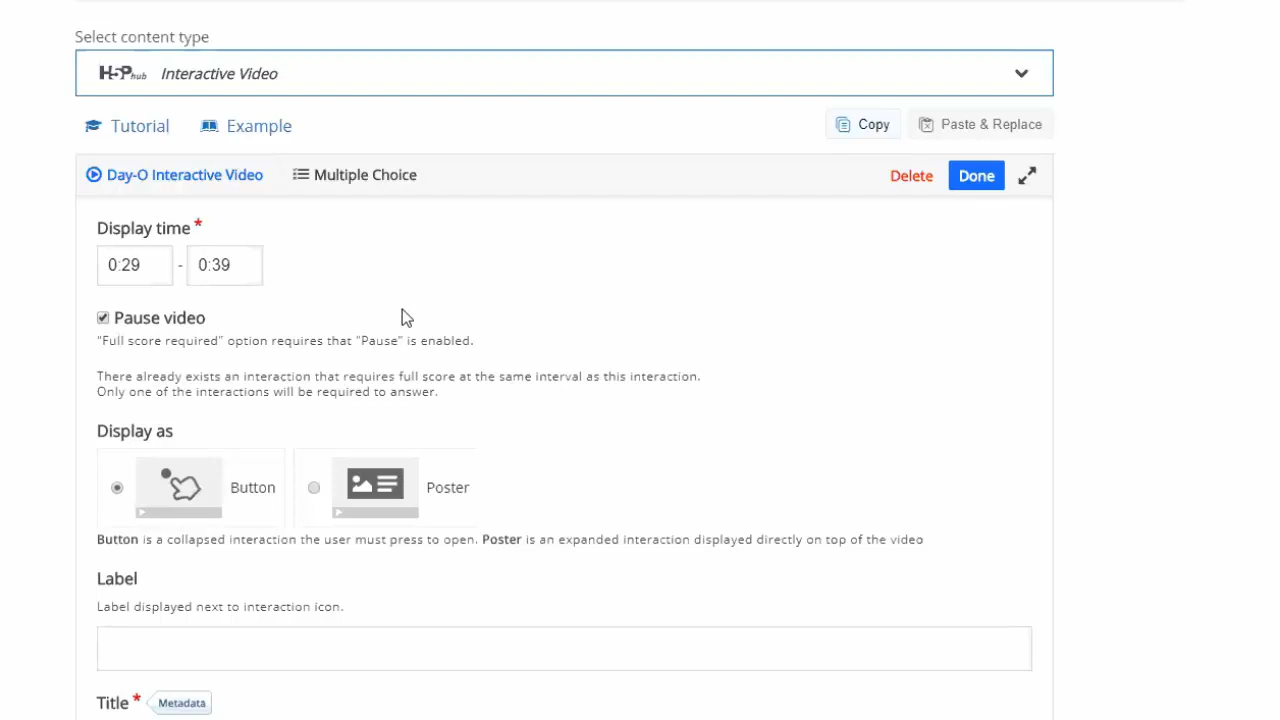 Select content type
H5P hub Interactive Video
Tutorial Example Copy Paste & Replace
Day-O Interactive Video Multiple Choice Delete Done
Display time *
0:29 - 0:39
Pause video
"Full score required" option requires that "Pause" is enabled.
There already exists an interaction that requires full score at the same interval as this interaction.
Only one of the interactions will be required to answer.
Display as
Button Poster
Button is a collapsed interaction the user must press to open. Poster is an expanded interaction displayed directly on top of the video
Label
Label displayed next to interaction icon.
Title * Metadata